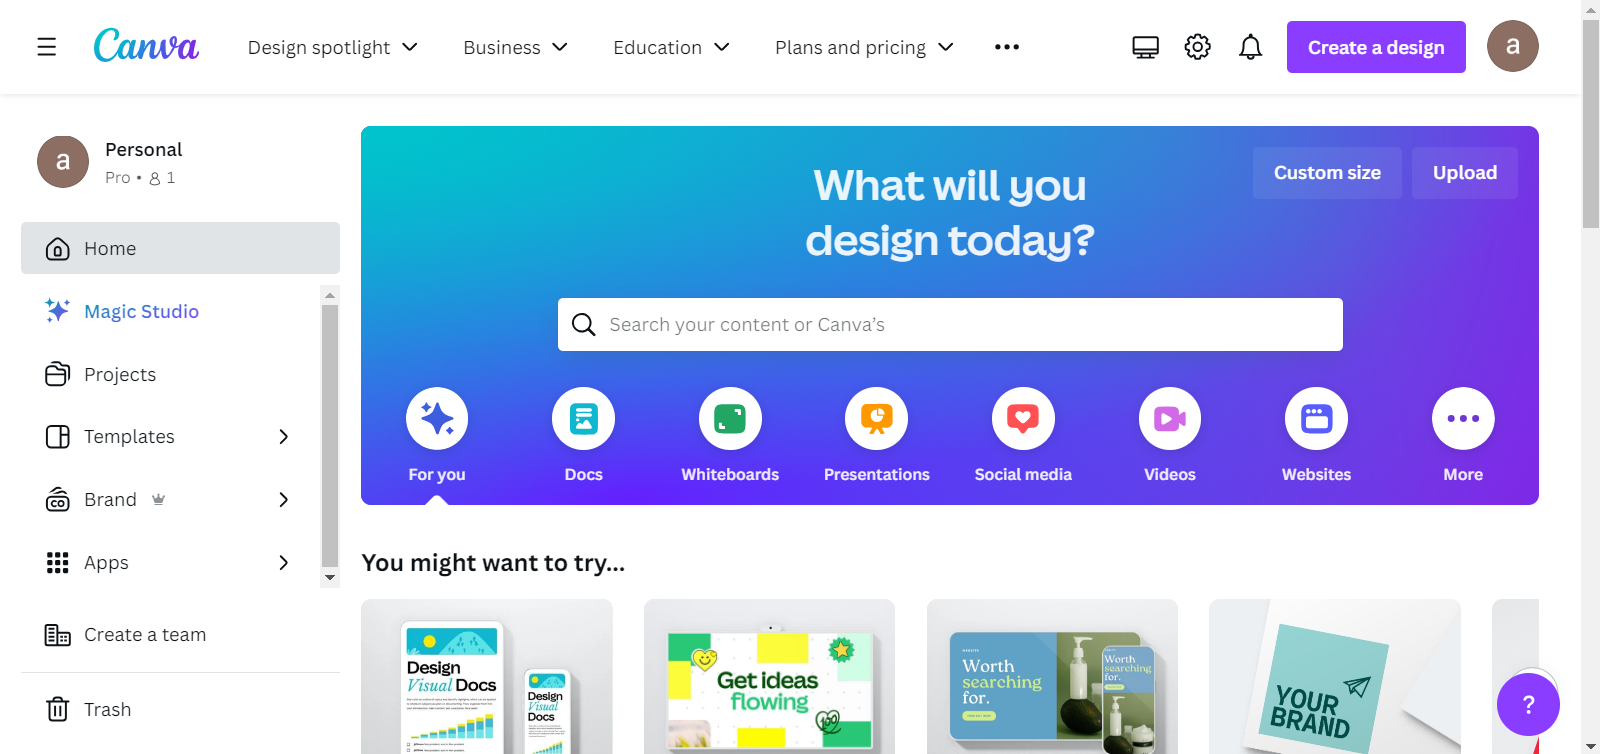 Canva
Design spotlight
Business
Education
Plans and pricing
Create a design
a
a
Personal
Pro • 1
Home
Magic Studio
Projects
Templates
Brand
Apps
Create a team
Trash
Custom size
Upload
What will you
design today?
Search your content or Canva's
For you
Docs
Whiteboards
Presentations
Social media
Videos
Websites
More
You might want to try...
Design
Visual Docs
Design
Visual
Docs
Get ideas
flowing
100
Worth
searching
for.
Worth
searching
for.
YOUR
BRAND
?